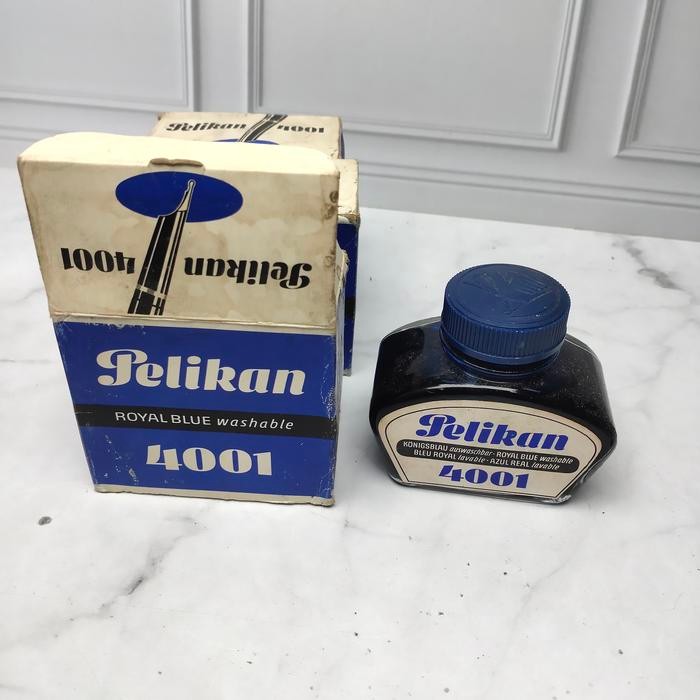 Pelikan 4001
Pelikan
4001
Pelikan
ROYAL BLUE washable
4001
Pelikan
KÖNIGSBLAU auswaschbar · ROYAL BLUE washable
BLEU ROYAL lavable · AZUL REAL lavable
4001